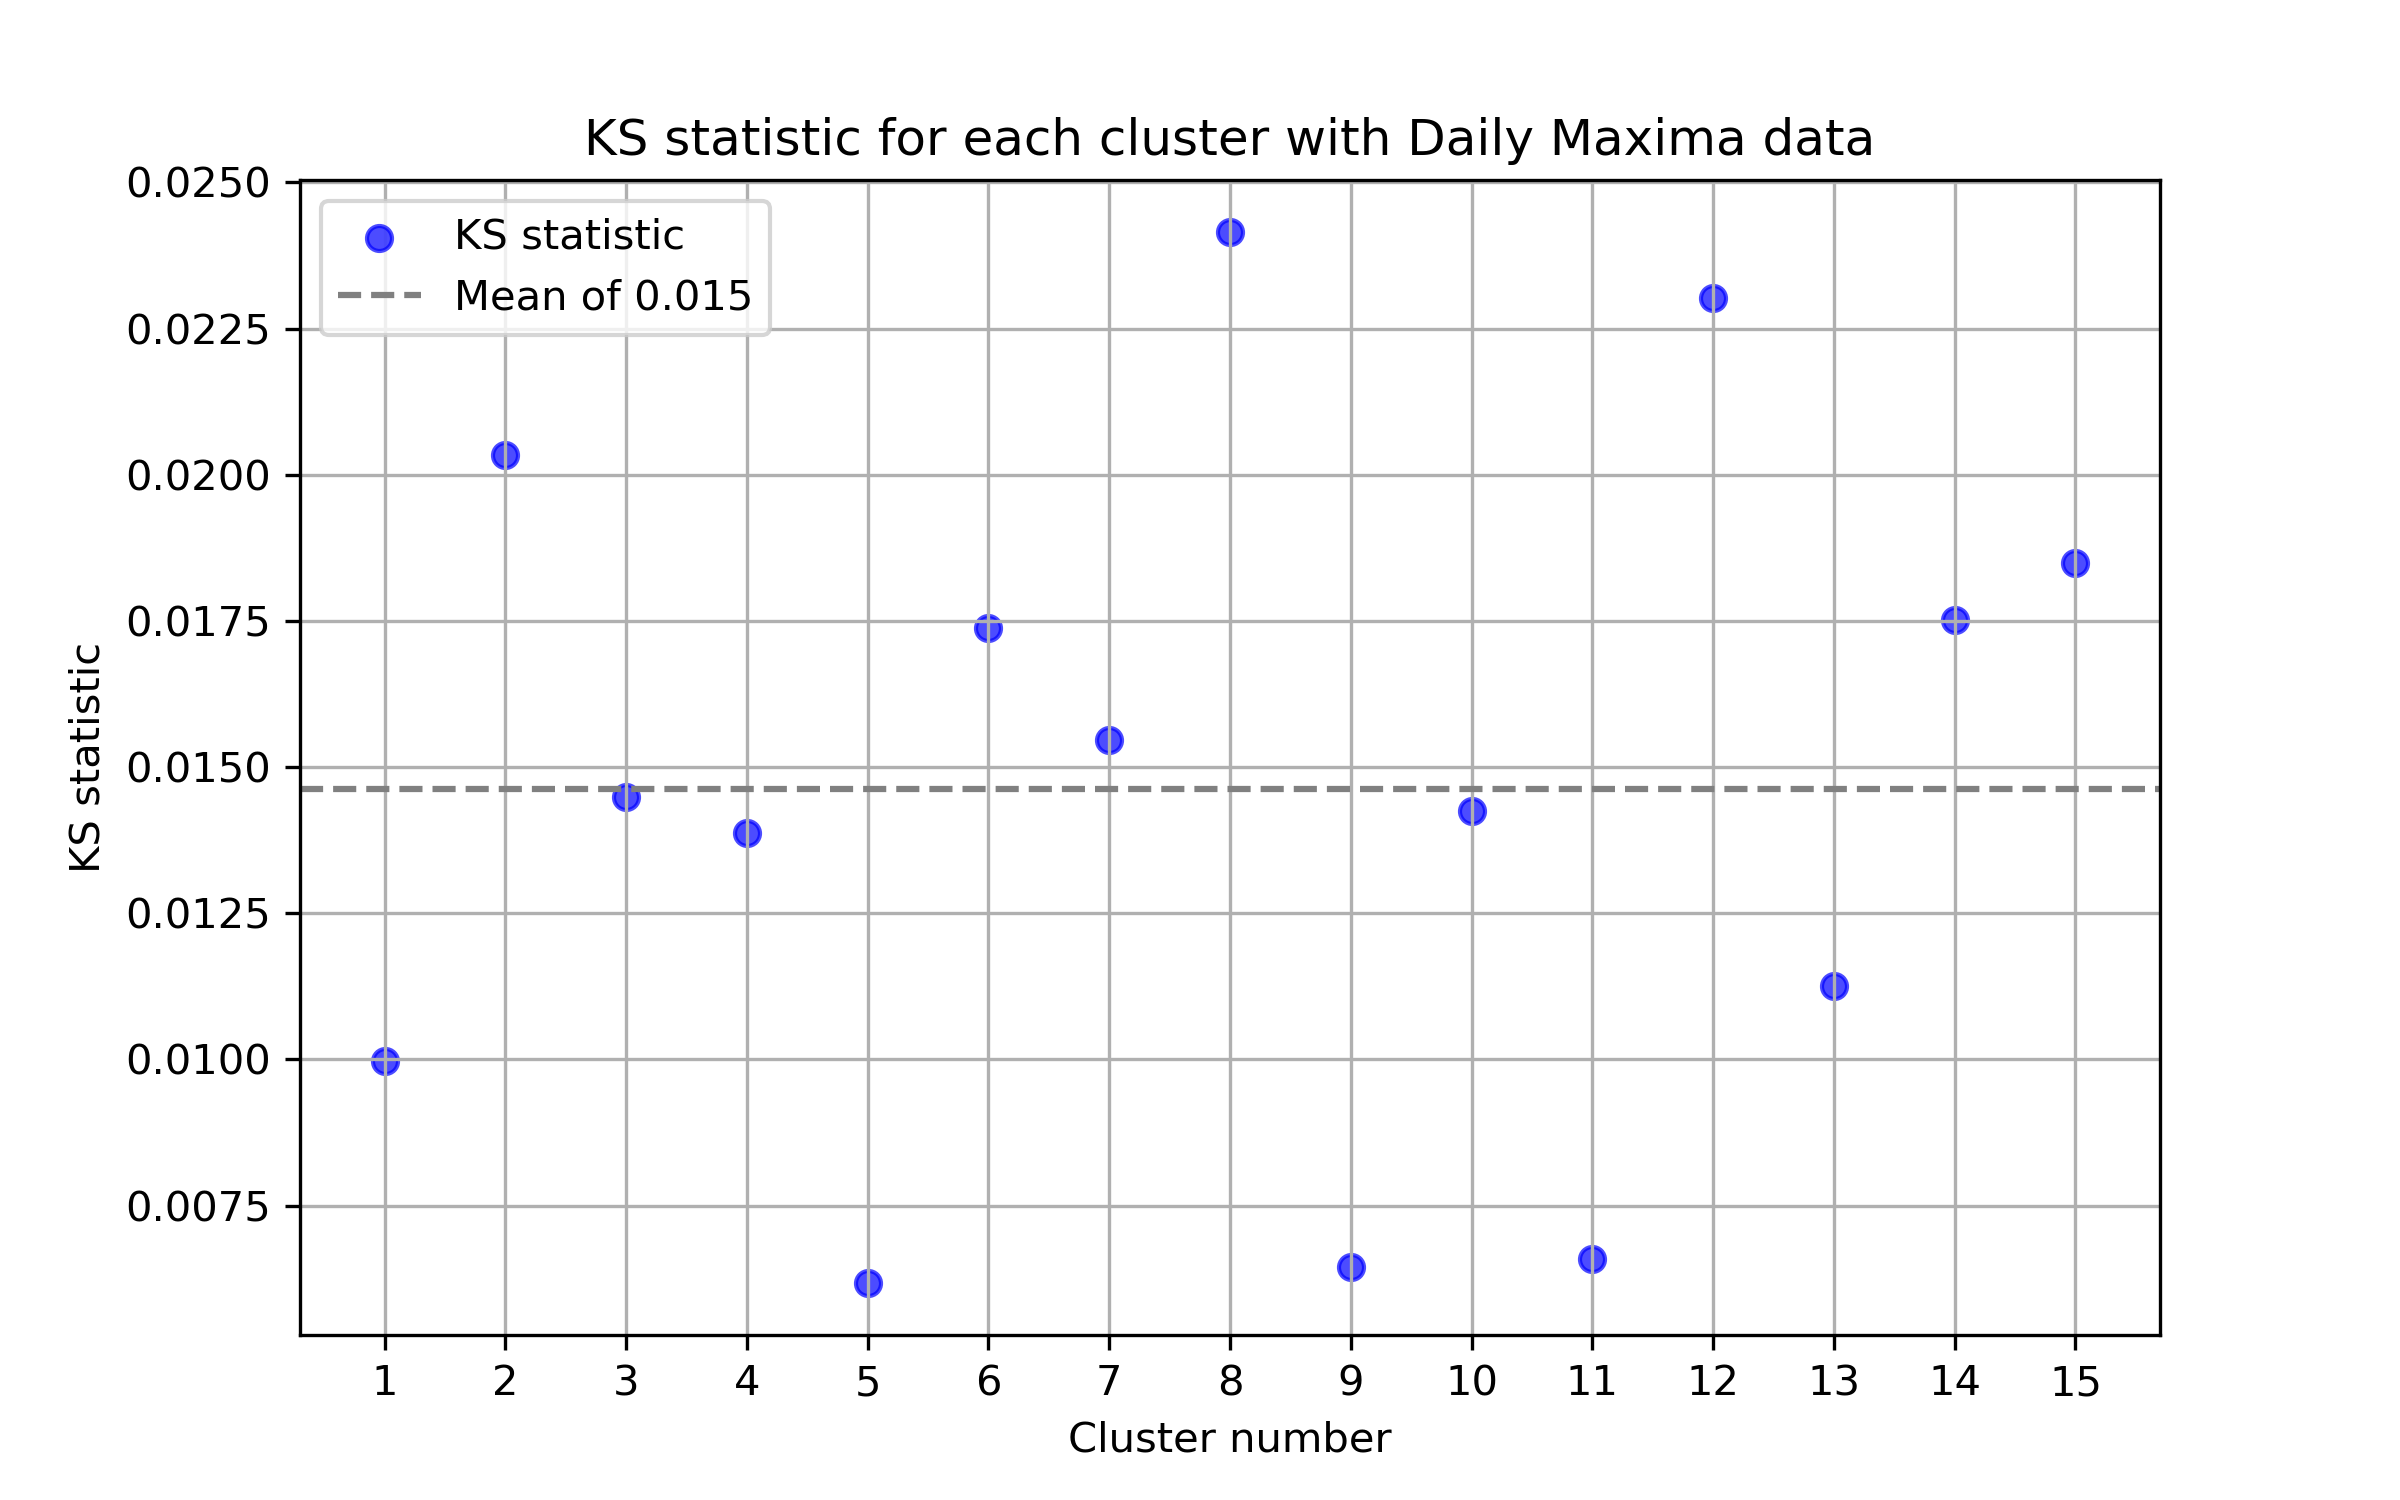 KS statistic for each cluster with Daily Maxima data
KS statistic
Mean of 0.015
0.0250
0.0225
0.0200
0.0175
0.0150
0.0125
0.0100
0.0075
KS statistic
1 2 3 4 5 6 7 8 9 10 11 12 13 14 15
Cluster number